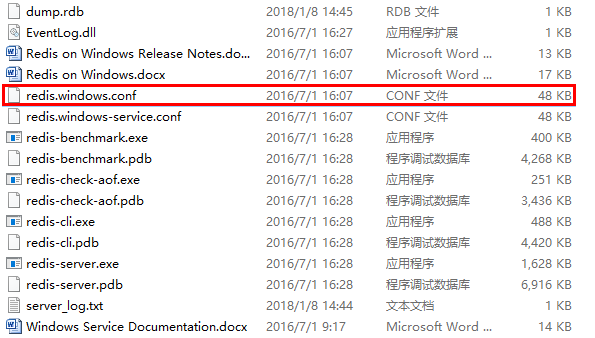 dump.rdb 2018/1/8 14:45 RDB 文件 1 KB
EventLog.dll 2016/7/1 16:27 应用程序扩展 1 KB
Redis on Windows Release Notes.do... 2016/7/1 16:07 Microsoft Word ... 13 KB
Redis on Windows.docx 2016/7/1 16:07 Microsoft Word ... 17 KB
redis.windows.conf 2016/7/1 16:07 CONF 文件 48 KB
redis.windows-service.conf 2016/7/1 16:07 CONF 文件 48 KB
redis-benchmark.exe 2016/7/1 16:28 应用程序 400 KB
redis-benchmark.pdb 2016/7/1 16:28 程序调试数据库 4,268 KB
redis-check-aof.exe 2016/7/1 16:28 应用程序 251 KB
redis-check-aof.pdb 2016/7/1 16:28 程序调试数据库 3,436 KB
redis-cli.exe 2016/7/1 16:28 应用程序 488 KB
redis-cli.pdb 2016/7/1 16:28 程序调试数据库 4,420 KB
redis-server.exe 2016/7/1 16:28 应用程序 1,628 KB
redis-server.pdb 2016/7/1 16:28 程序调试数据库 6,916 KB
server_log.txt 2018/1/8 14:44 文本文档 1 KB
Windows Service Documentation.docx 2016/7/1 9:17 Microsoft Word ... 14 KB